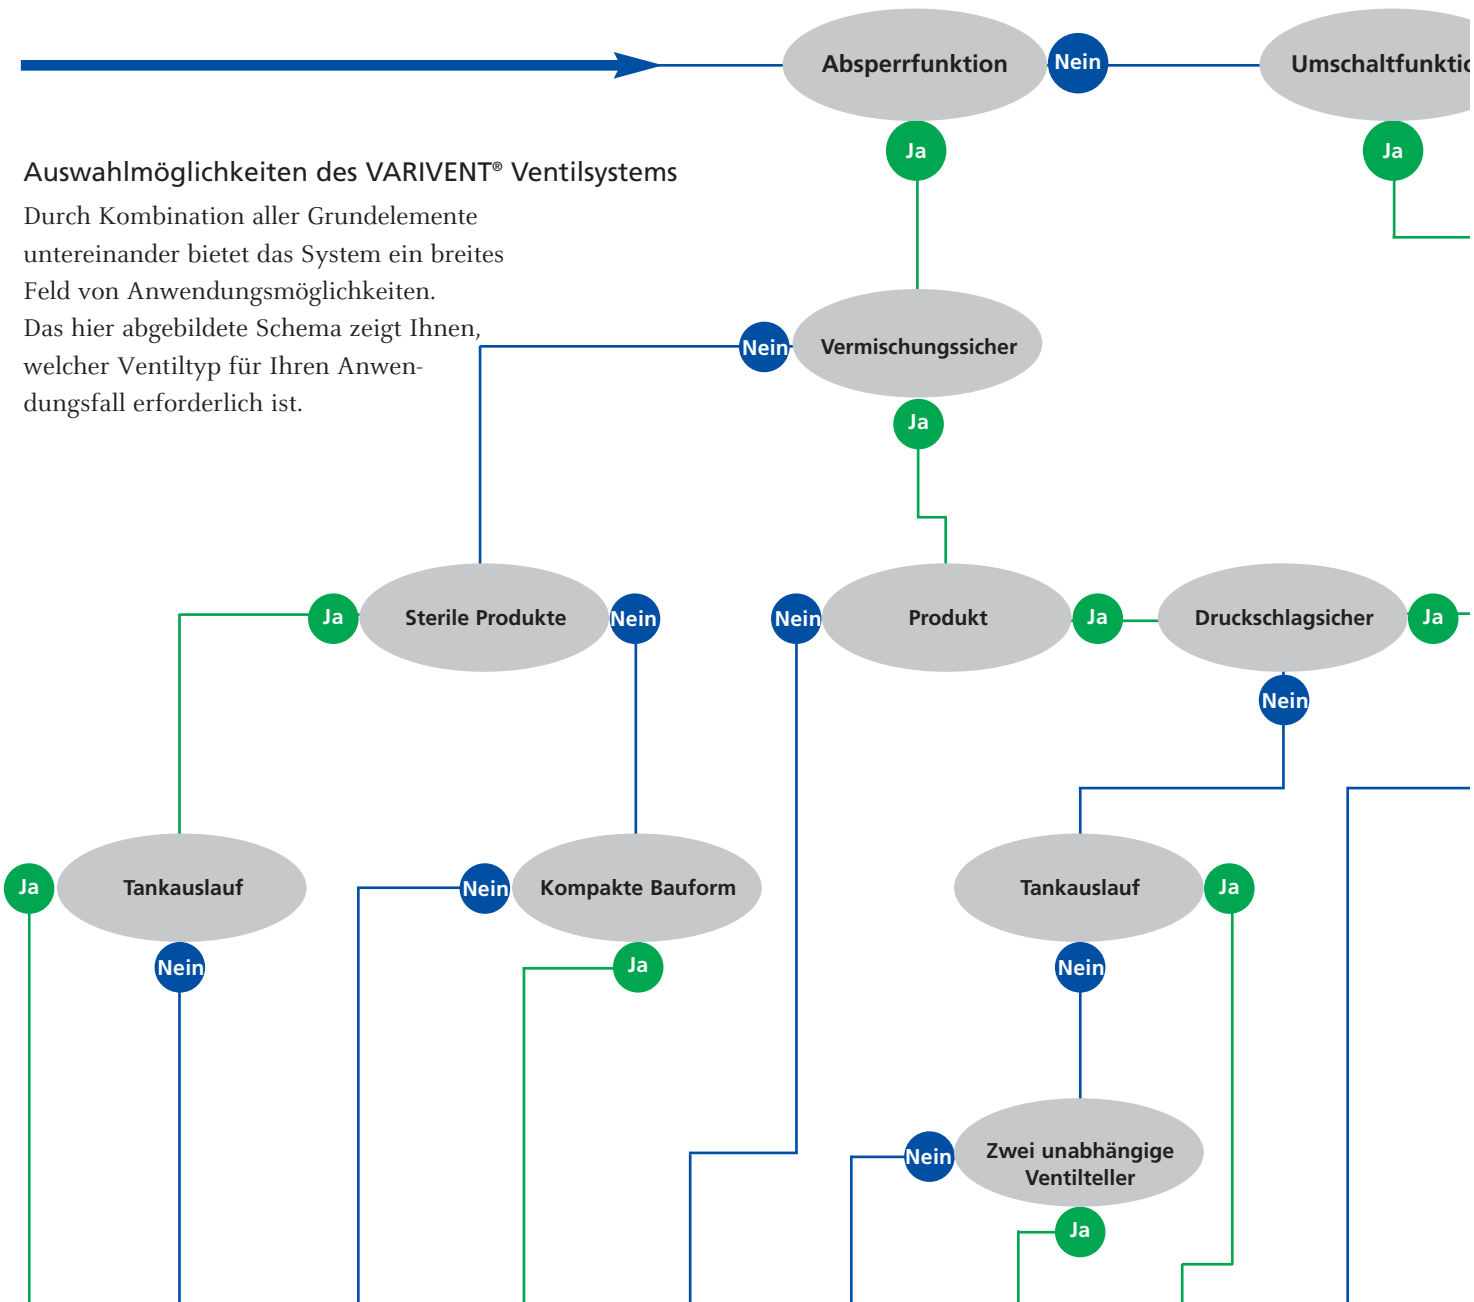 Absperrfunktion
Nein
Ja
Ja
Auswahlmöglichkeiten des VARIVENT® Ventilsystems
Durch Kombination aller Grundelemente
untereinander bietet das System ein breites
Feld von Anwendungsmöglichkeiten.
Das hier abgebildete Schema zeigt Ihnen,
welcher Ventiltyp für Ihren Anwen-
dungsfall erforderlich ist.
Nein
Vermischungssicher
Ja
Ja
Sterile Produkte
Nein
Nein
Produkt
Ja
Druckschlagsicher
Ja
Nein
Ja
Tankauslauf
Nein
Kompakte Bauform
Tankauslauf
Ja
Nein
Ja
Nein
Nein
Zwei unabhängige
Ventilteller
Ja